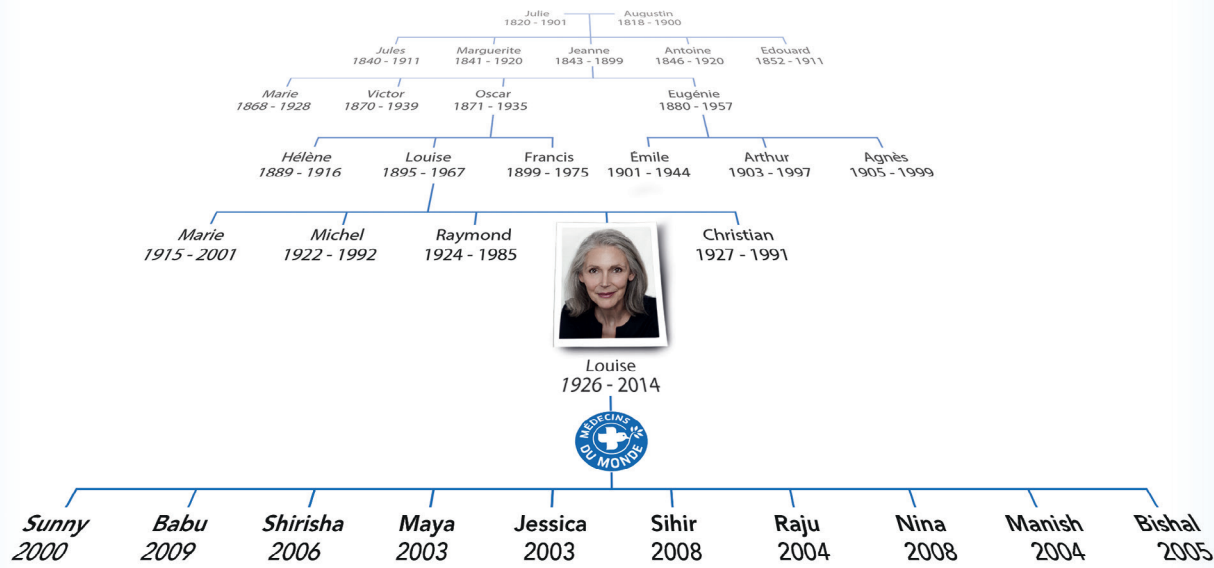 Julie Augustin
1820 - 1901 1818 - 1900
Jules Marguerite Jeanne Antoine Edouard
1840 - 1911 1841 - 1920 1843 - 1899 1846 - 1920 1852 - 1911
Marie Victor Oscar Eugénie
1868 - 1928 1870 - 1939 1871 - 1935 1880 - 1957
Hélène Louise Francis Émile Arthur Agnès
1889 - 1916 1895 - 1967 1899 - 1975 1901 - 1944 1903 - 1997 1905 - 1999
Marie Michel Raymond Christian
1915 - 2001 1922 - 1992 1924 - 1985 1927 - 1991
Louise
1926 - 2014
MÉDECINS
DU MONDE
Sunny Babu Shirisha Maya Jessica Sihir Raju Nina Manish Bishal
2000 2009 2006 2003 2003 2008 2004 2008 2004 2005